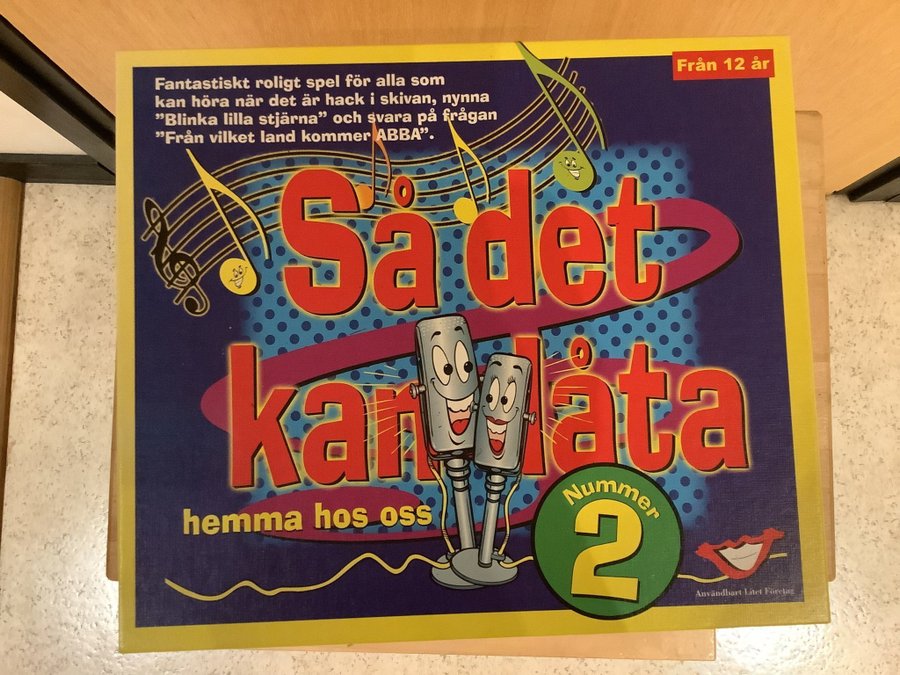 Fantastiskt roligt spel för alla som
kan höra när det är hack i skivan, nynna
"Blinka lilla stjärna" och svara på frågan
"Från vilket land kommer ABBA".
Från 12 år
Så det
kan låta
hemma hos oss
Nummer
2
Användbart Litet Företag